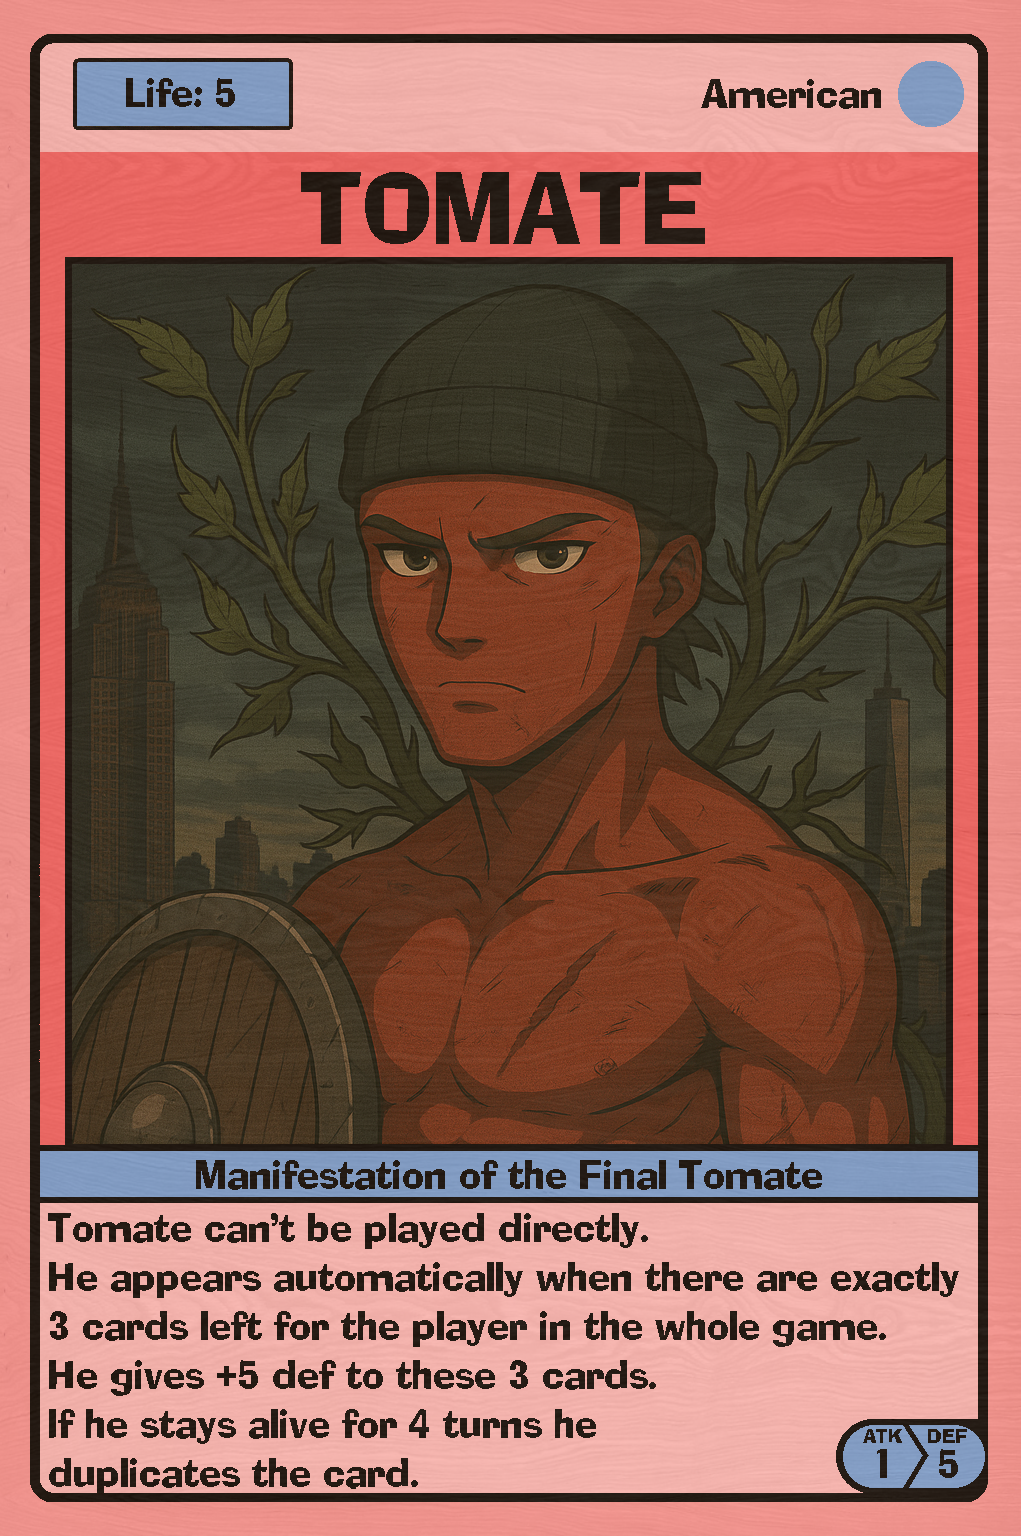 Life: 5
American
TOMATE
Manifestation of the Final Tomate
Tomate can't be played directly.
He appears automatically when there are exactly
3 cards left for the player in the whole game.
He gives +5 def to these 3 cards.
If he stays alive for 4 turns he
duplicates the card.
ATK DEF
1 5